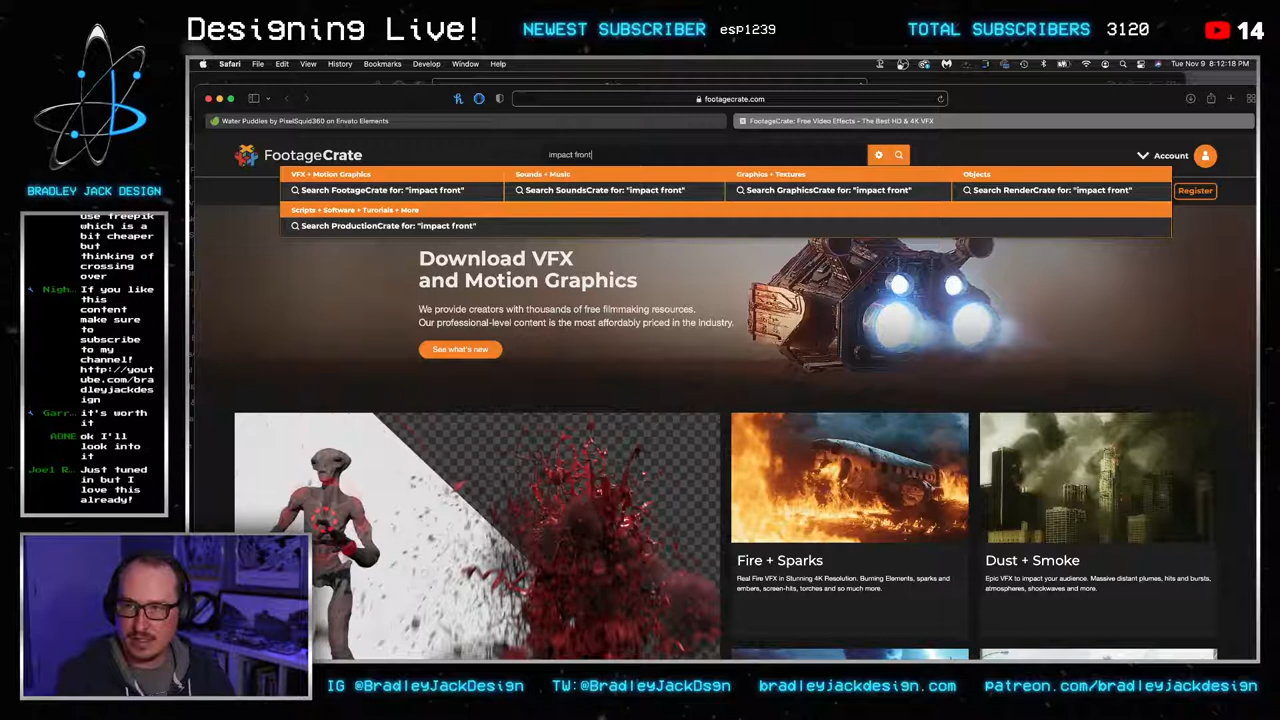 Designing Live!
NEWEST SUBSCRIBER esp1239
TOTAL SUBSCRIBERS 3120
14
Safari File Edit View History Bookmarks Develop Window Help
Tue Nov 9 8:12:18 PM
footagecrate.com
Water Puddles by PixelSquid360 on Envato Elements
FootageCrate: Free Video Effects - The Best HD & 4K VFX
FootageCrate
impact front
Account
VFX + Motion Graphics
Sounds + Music
Graphics + Textures
Objects
Search FootageCrate for: "impact front"
Search SoundsCrate for: "impact front"
Search GraphicsCrate for: "impact front"
Search RenderCrate for: "impact front"
Register
Scripts + Software + Tutorials + More
Search ProductionCrate for: "impact front"
Download VFX
and Motion Graphics
We provide creators with thousands of free filmmaking resources.
Our professional-level content is the most affordably priced in the industry.
See what's new
Fire + Sparks
Real Fire VFX in Stunning 4K Resolution. Burning Elements, sparks and
embers, screen-hits, torches and so much more.
Dust + Smoke
Epic VFX to impact your audience. Massive distant plumes, hits and bursts,
atmospheres, shockwaves and more.
BRADLEY JACK DESIGN
use freepik
which is a
bit cheaper
but
thinking of
crossing
over
Nigh… If you like
this
content
make sure
to
subscribe
to my
channel!
http://yout
ube.com/bra
dleyjackdes
ign
Garr… it's worth
it
ADNE ok I'll
look into
it
Joel R… Just tuned
in but I
love this
already!
IG @BradleyJackDesign
TW:@BradleyJackDsgn
bradleyjackdesign.com
patreon.com/bradleyjackdesign